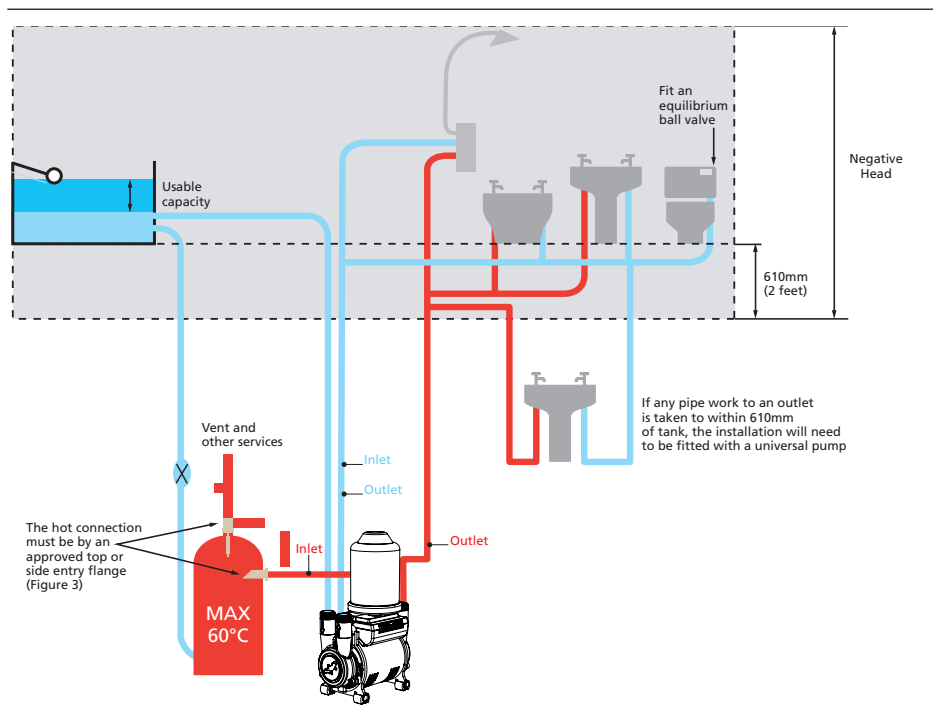 Fit an
equilibrium
ball valve
Negative
Head
Usable
capacity
610mm
(2 feet)
If any pipe work to an outlet
is taken to within 610mm
of tank, the installation will need
to be fitted with a universal pump
Vent and
other services
Inlet
Outlet
The hot connection
must be by an
approved top or
side entry flange
(Figure 3)
Inlet
Outlet
MAX
60°C